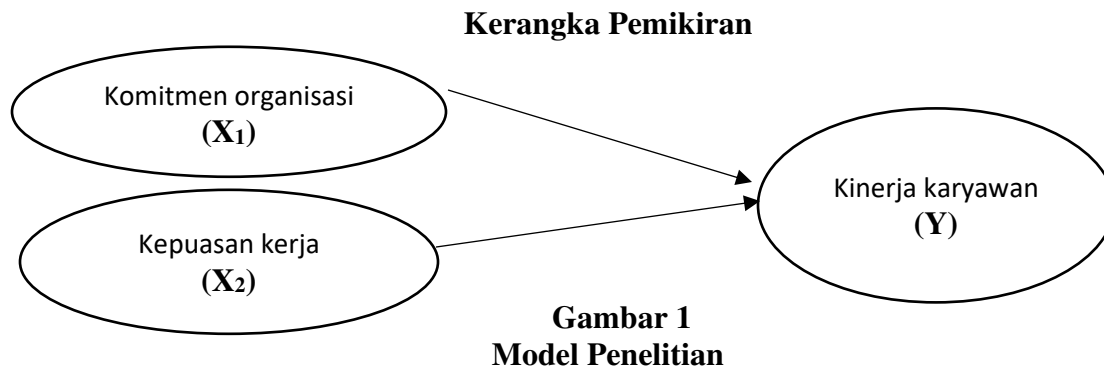 Kerangka Pemikiran
Komitmen organisasi
(X₁)
Kinerja karyawan
(Y)
Kepuasan kerja
(X₂)
Gambar 1
Model Penelitian